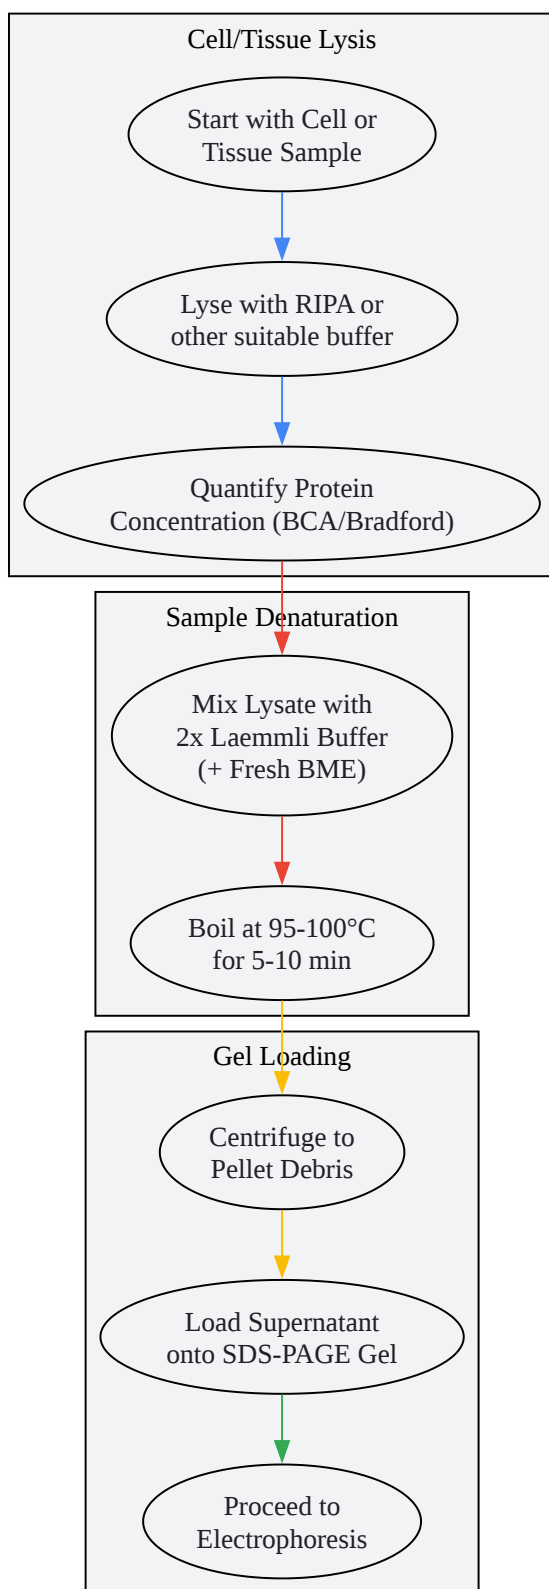 Cell/Tissue Lysis
Start with Cell or
Tissue Sample
Lyse with RIPA or
other suitable buffer
Quantify Protein
Concentration (BCA/Bradford)
Sample Denaturation
Mix Lysate with
2x Laemmli Buffer
(+ Fresh BME)
Boil at 95-100°C
for 5-10 min
Gel Loading
Centrifuge to
Pellet Debris
Load Supernatant
onto SDS-PAGE Gel
Proceed to
Electrophoresis